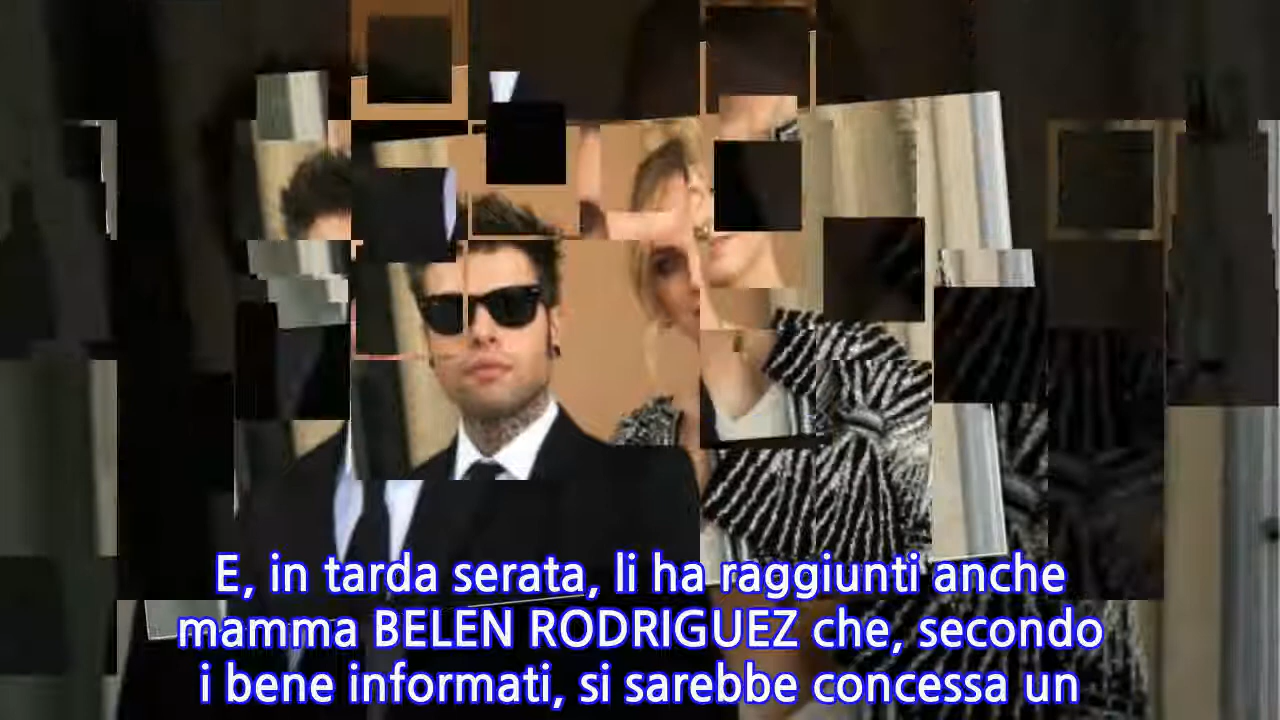 E, in tarda serata, li ha raggiunti anche
mamma BELEN RODRIGUEZ che, secondo
i bene informati, si sarebbe concessa un